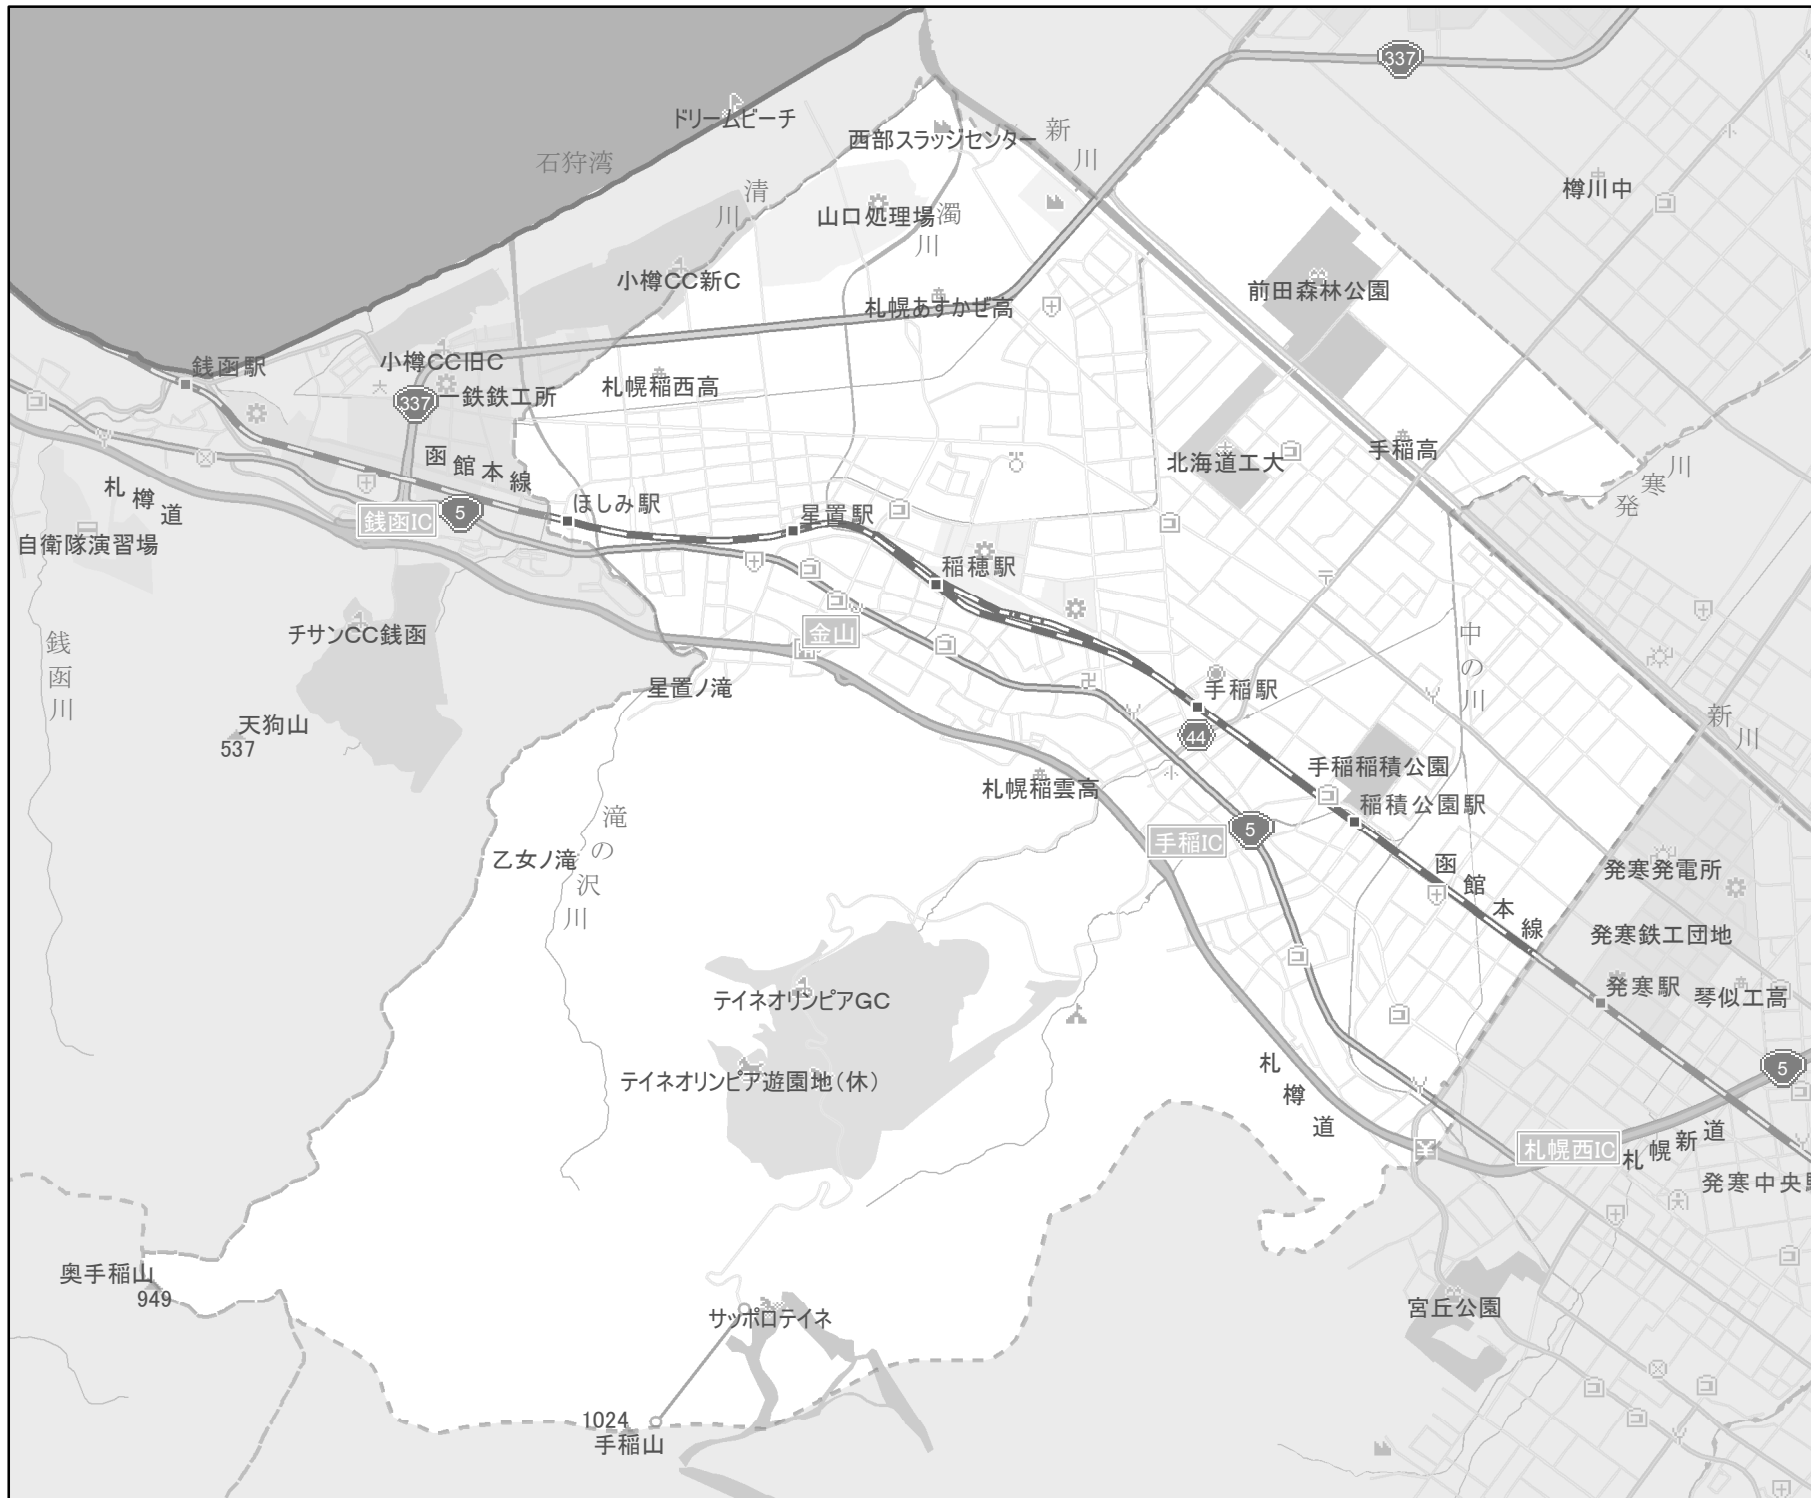 337
ドリームビーチ
西部スラッジセンター
新川
石狩湾
清川
樽川中
山口処理場
濁川
小樽CC新C
前田森林公園
札幌あすかぜ高
銭函駅
小樽CC旧C
札幌稲西高
337
一鉄鉄工所
手稲高
函館本線
北海道工大
発寒川
札樽道
ほしみ駅
星置駅
銭函IC
5
自衛隊演習場
稲穂駅
金山
チサンCC銭函
銭函川
中の川
星置ノ滝
手稲駅
天狗山
537
44
新川
手稲稲積公園
札幌稲雲高
稲積公園駅
滝の沢川
5
手稲IC
乙女ノ滝
函館本線
発寒発電所
発寒鉄工団地
発寒駅
琴似工高
テイネオリンピアGC
テイネオリンピア遊園地(休)
札樽道
5
札幌西IC
札幌新道
発寒中央駅
奥手稲山
949
サッポロテイネ
宮丘公園
1024
手稲山